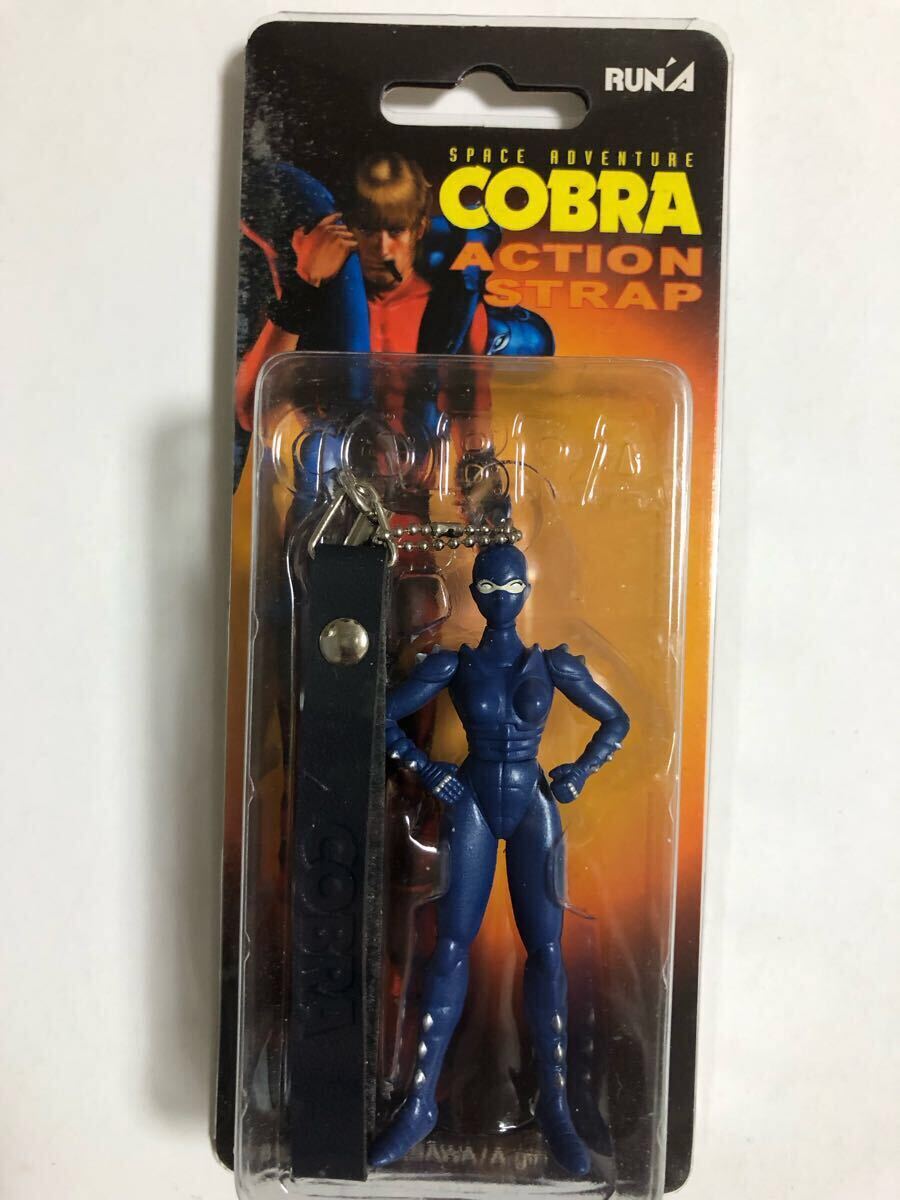 RUN'A
SPACE ADVENTURE
COBRA
ACTION
STRAP
COBRA